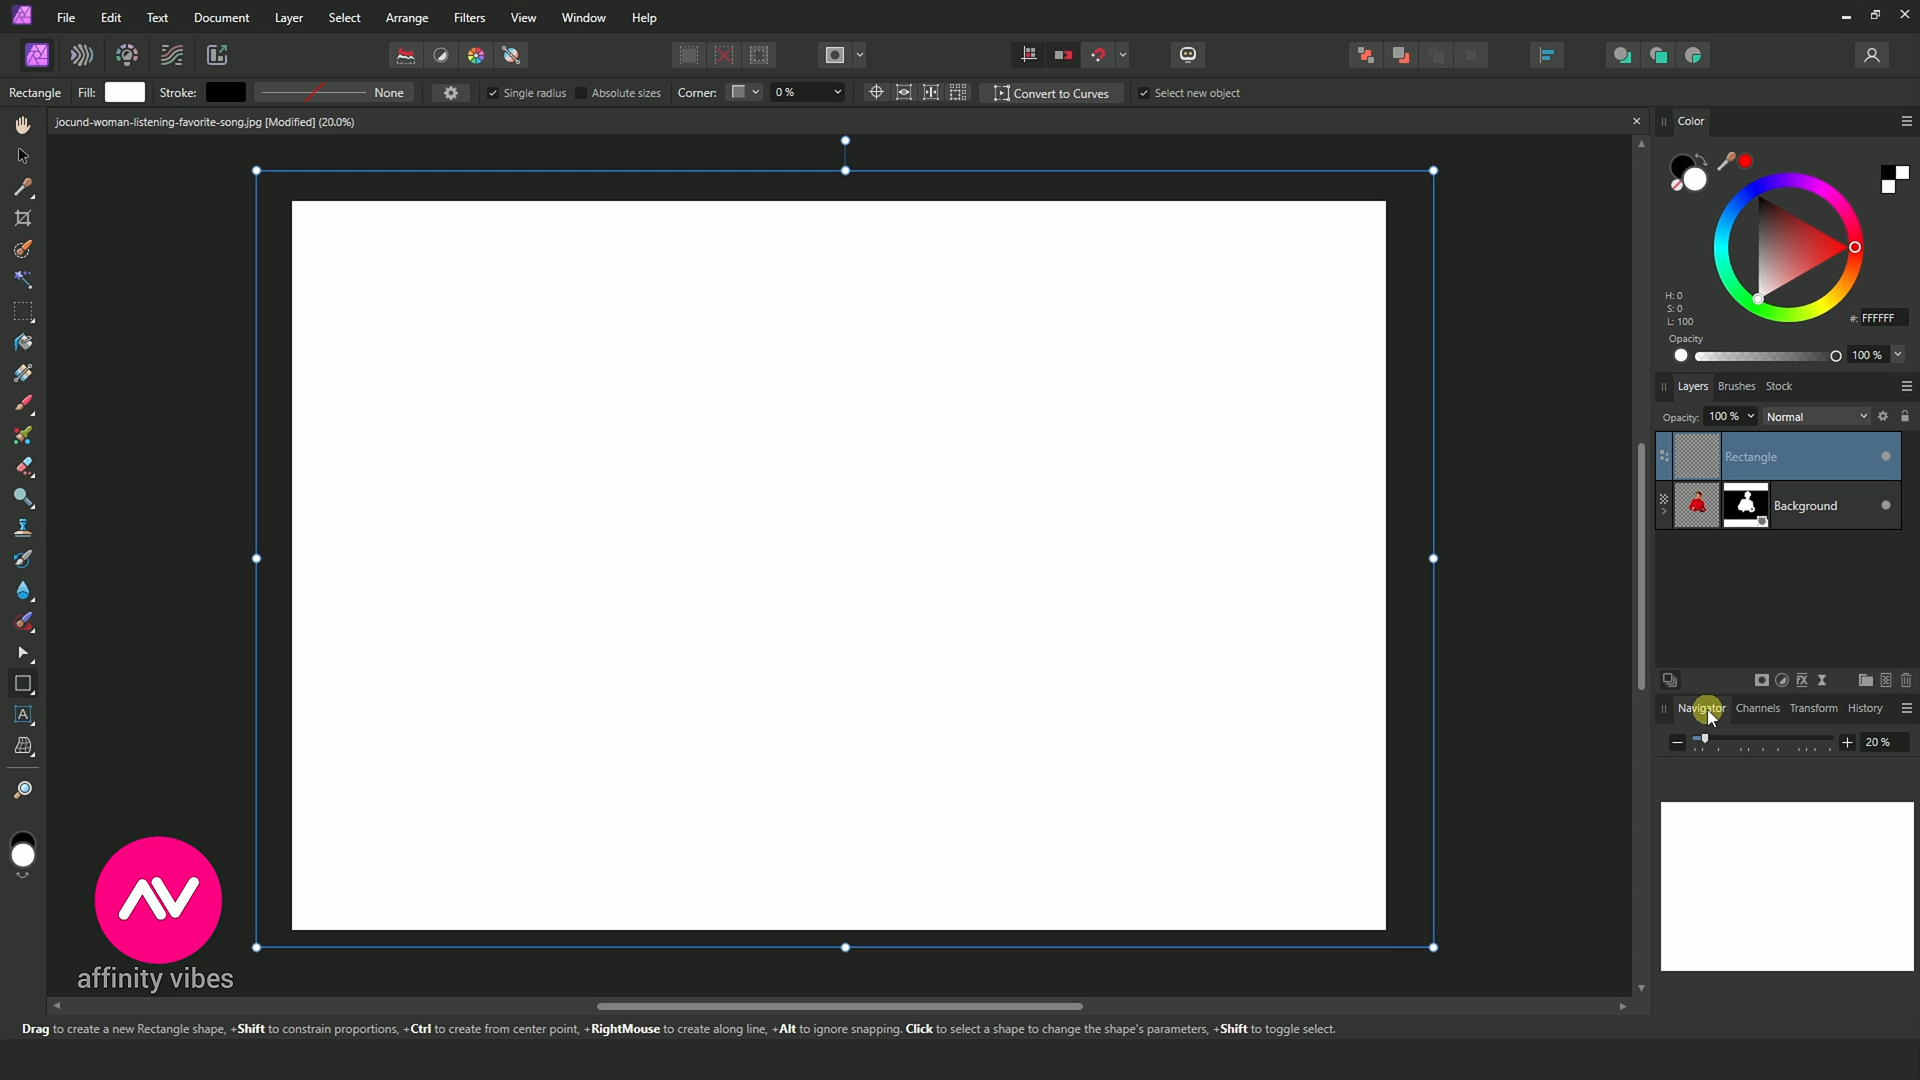 File Edit Text Document Layer Select Arrange Filters View Window Help
Rectangle Fill: Stroke: None Single radius Absolute sizes Corner: 0 % Convert to Curves Select new object
jocund-woman-listening-favorite-song.jpg [Modified] (20.0%)
Color
H: 0
S: 0
L: 100
#: FFFFFF
Opacity
100 %
Layers Brushes Stock
Opacity: 100 % Normal
Rectangle
Background
Navigator Channels Transform History
20 %
A
affinity vibes
Drag to create a new Rectangle shape, +Shift to constrain proportions, +Ctrl to create from center point, +RightMouse to create along line, +Alt to ignore snapping. Click to select a shape to change the shape's parameters, +Shift to toggle select.